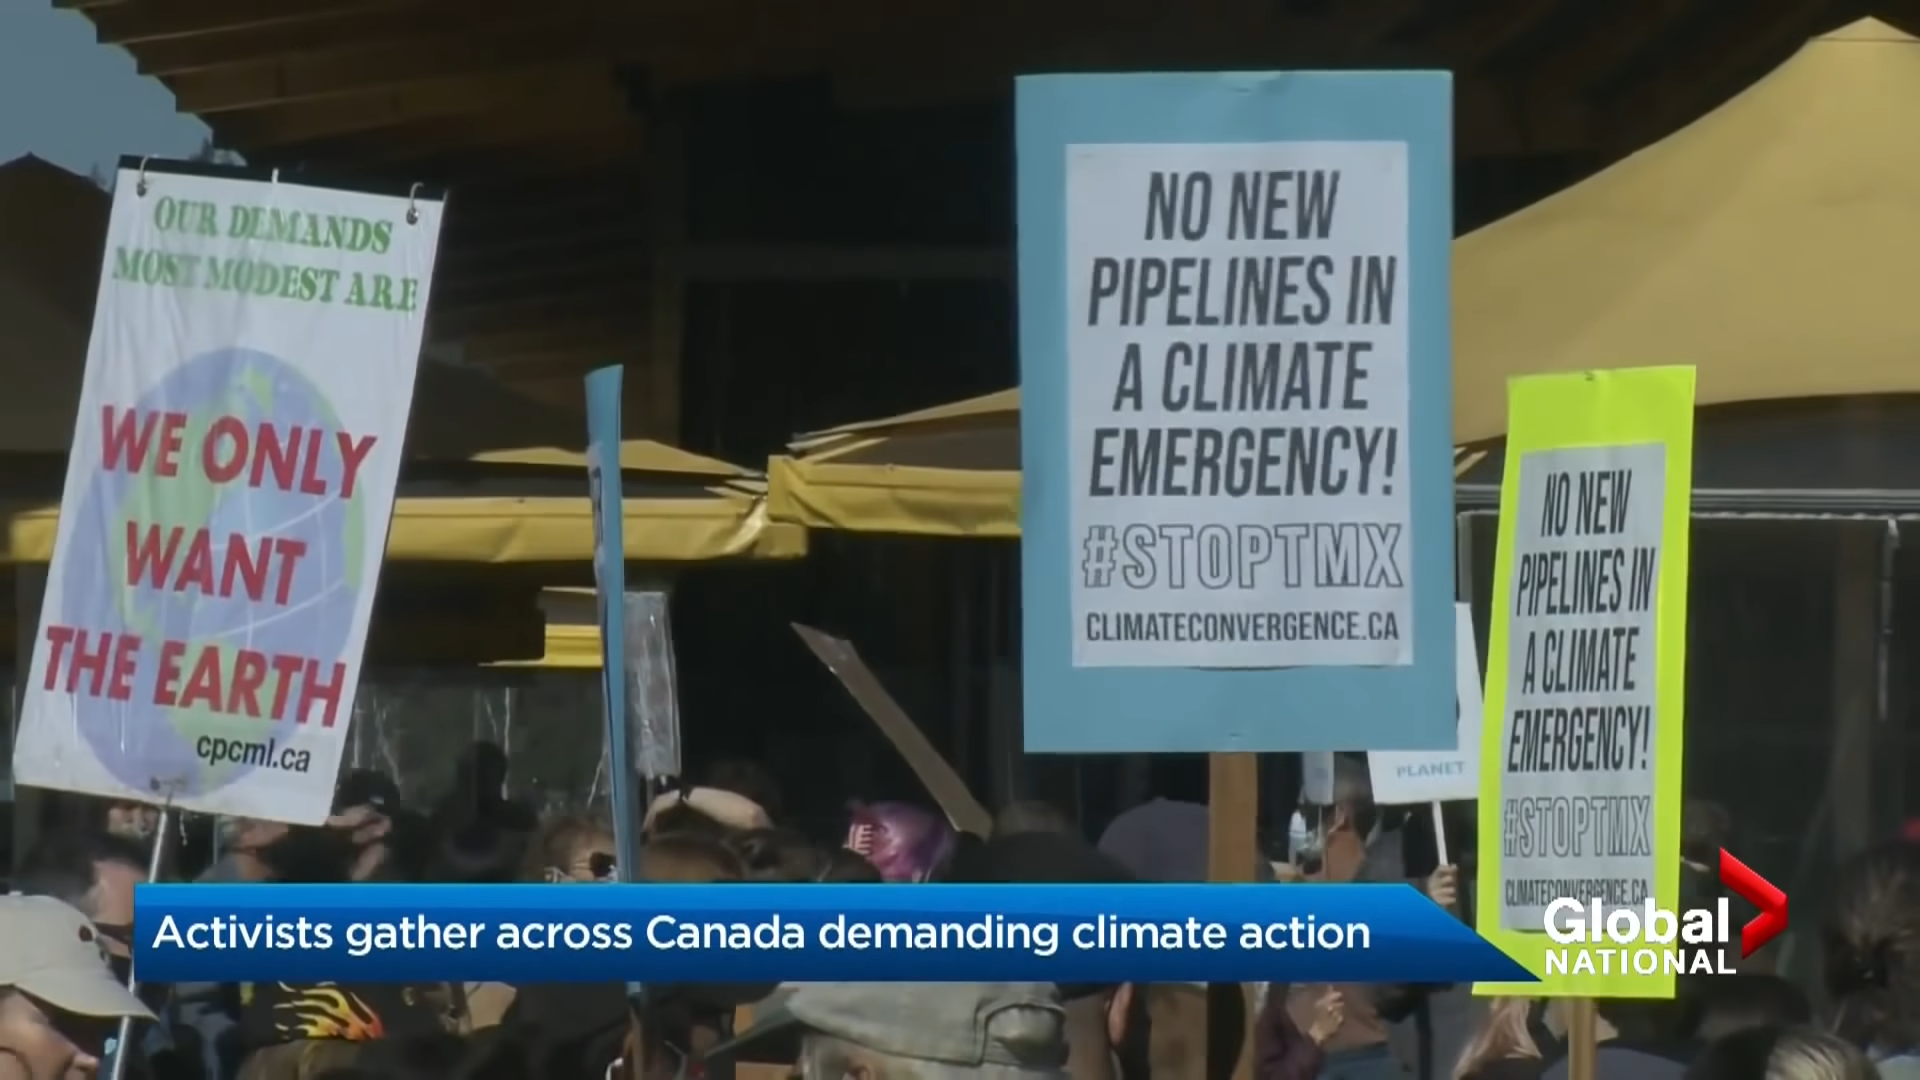 OUR DEMANDS
MOST MODEST ARE
WE ONLY
WANT
THE EARTH
cpcml.ca
NO NEW
PIPELINES IN
A CLIMATE
EMERGENCY!
#STOPTMX
CLIMATECONVERGENCE.CA
PLANET
NO NEW
PIPELINES IN
A CLIMATE
EMERGENCY!
#STOPTMX
CLIMATECONVERGENCE.CA
Activists gather across Canada demanding climate action
Global
NATIONAL